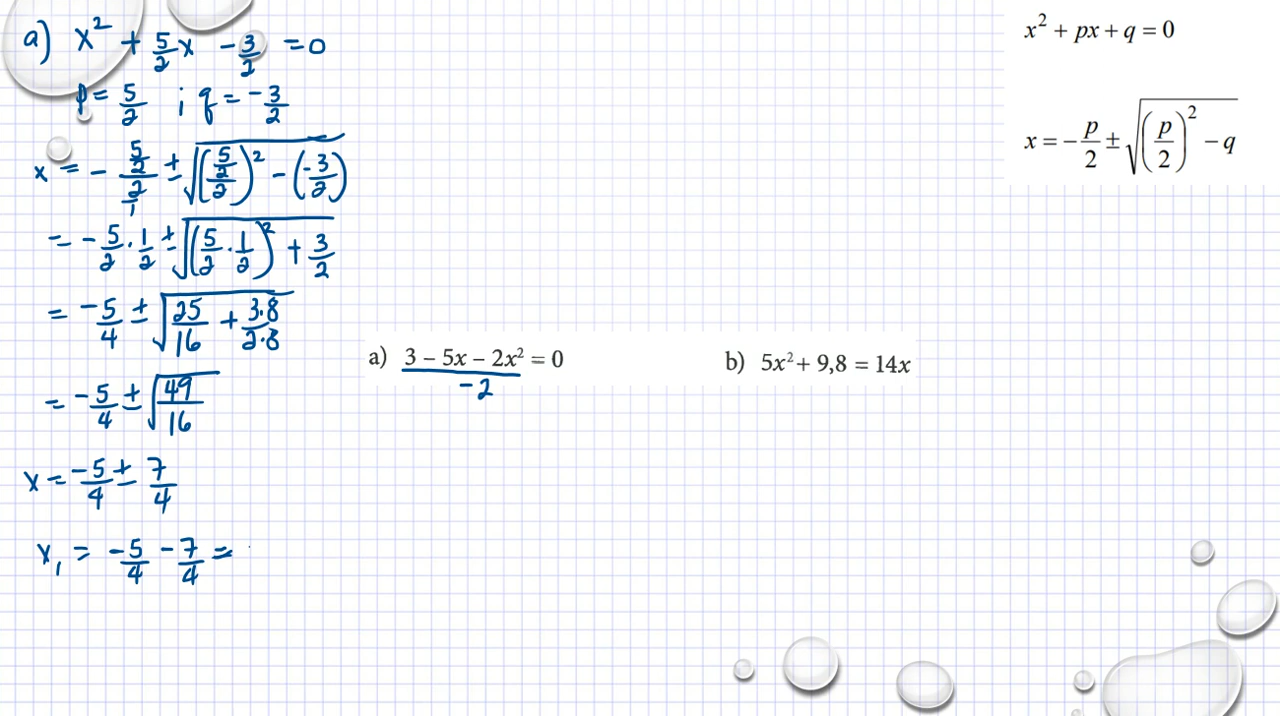 a) x² + 5/2 x - 3/2 = 0
p = 5/2 ; q = -3/2
x = - (5/2)/(2/1) ± √(((5/2)/2)² - (-3/2))
= - 5/2 · 1/2 ± √((5/2 · 1/2)² + 3/2)
= -5/4 ± √(25/16 + 3·8/2·8)
= -5/4 ± √(49/16)
x = -5/4 ± 7/4
x₁ = -5/4 - 7/4 =
a) 3 – 5x – 2x² = 0
-2
b) 5x² + 9,8 = 14x
x² + px + q = 0
x = - p/2 ± √((p/2)² - q)